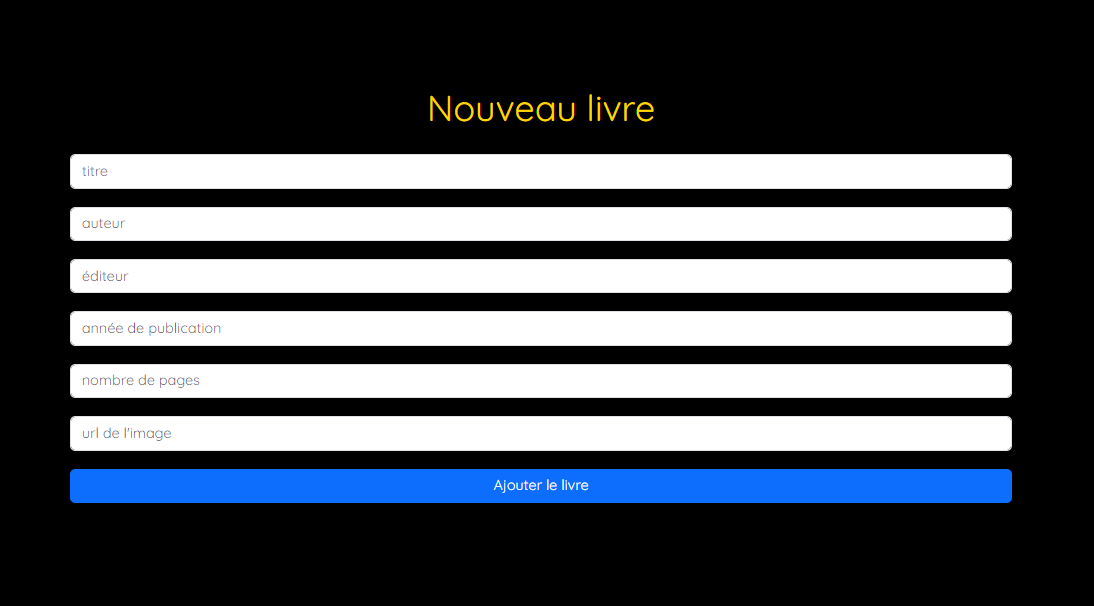 Nouveau livre
titre
auteur
éditeur
année de publication
nombre de pages
url de l'image
Ajouter le livre